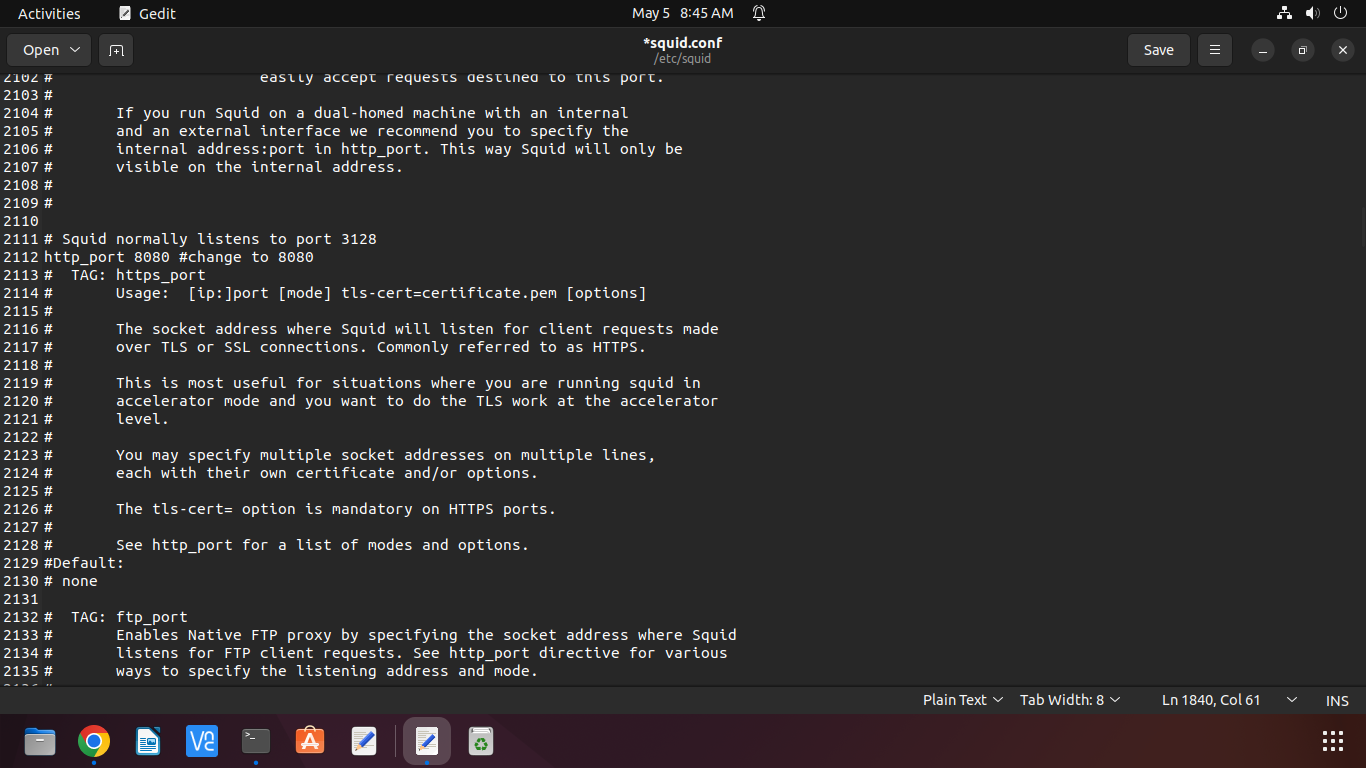 Activities
Gedit
May 5 8:45 AM
Open
*squid.conf
/etc/squid
Save
2102 # easily accept requests destined to this port.
2103 #
2104 # If you run Squid on a dual-homed machine with an internal
2105 # and an external interface we recommend you to specify the
2106 # internal address:port in http_port. This way Squid will only be
2107 # visible on the internal address.
2108 #
2109 #
2110
2111 # Squid normally listens to port 3128
2112 http_port 8080 #change to 8080
2113 # TAG: https_port
2114 # Usage: [ip:]port [mode] tls-cert=certificate.pem [options]
2115 #
2116 # The socket address where Squid will listen for client requests made
2117 # over TLS or SSL connections. Commonly referred to as HTTPS.
2118 #
2119 # This is most useful for situations where you are running squid in
2120 # accelerator mode and you want to do the TLS work at the accelerator
2121 # level.
2122 #
2123 # You may specify multiple socket addresses on multiple lines,
2124 # each with their own certificate and/or options.
2125 #
2126 # The tls-cert= option is mandatory on HTTPS ports.
2127 #
2128 # See http_port for a list of modes and options.
2129 #Default:
2130 # none
2131
2132 # TAG: ftp_port
2133 # Enables Native FTP proxy by specifying the socket address where Squid
2134 # listens for FTP client requests. See http_port directive for various
2135 # ways to specify the listening address and mode.
Plain Text
Tab Width: 8
Ln 1840, Col 61
INS